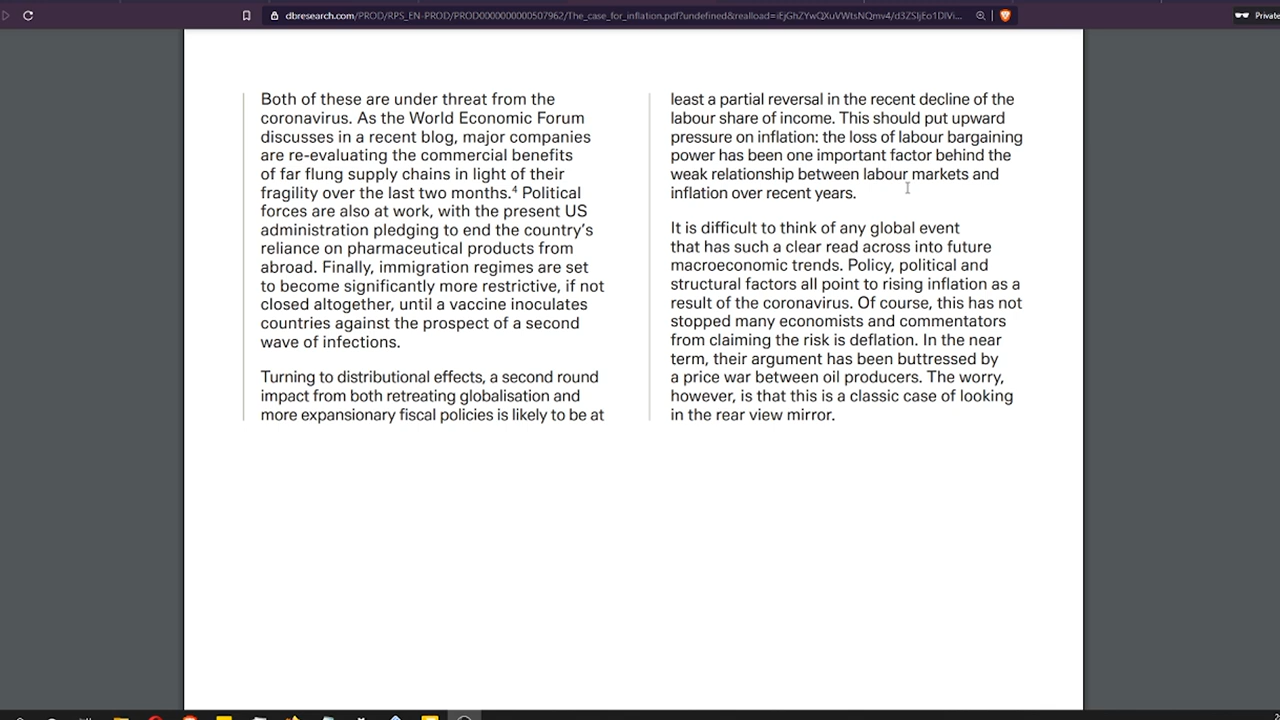 dbresearch.com/PROD/RPS_EN-PROD/PROD0000000000507962/The_case_for_inflation.pdf?undefined&realload=
Private
Both of these are under threat from the
coronavirus. As the World Economic Forum
discusses in a recent blog, major companies
are re-evaluating the commercial benefits
of far flung supply chains in light of their
fragility over the last two months.⁴ Political
forces are also at work, with the present US
administration pledging to end the country's
reliance on pharmaceutical products from
abroad. Finally, immigration regimes are set
to become significantly more restrictive, if not
closed altogether, until a vaccine inoculates
countries against the prospect of a second
wave of infections.
Turning to distributional effects, a second round
impact from both retreating globalisation and
more expansionary fiscal policies is likely to be at
least a partial reversal in the recent decline of the
labour share of income. This should put upward
pressure on inflation: the loss of labour bargaining
power has been one important factor behind the
weak relationship between labour markets and
inflation over recent years.
It is difficult to think of any global event
that has such a clear read across into future
macroeconomic trends. Policy, political and
structural factors all point to rising inflation as a
result of the coronavirus. Of course, this has not
stopped many economists and commentators
from claiming the risk is deflation. In the near
term, their argument has been buttressed by
a price war between oil producers. The worry,
however, is that this is a classic case of looking
in the rear view mirror.